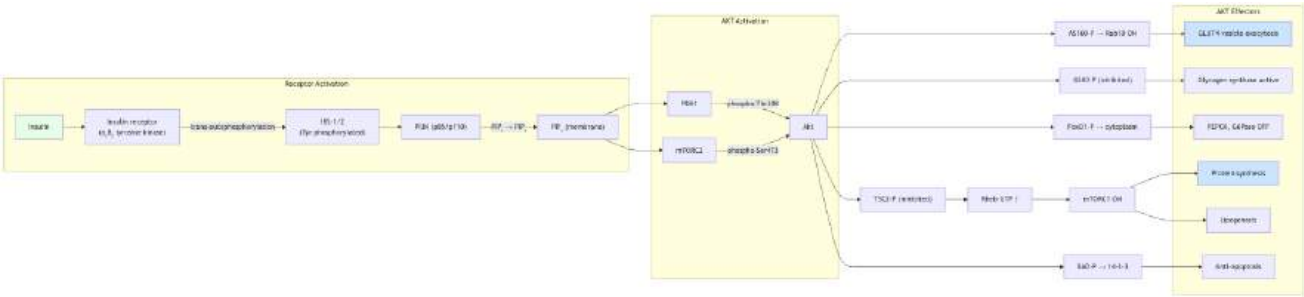 Receptor Activation
Insulin
Insulin receptor
(α₂β₂ tyrosine kinase)
trans-autophosphorylation
IRS-1/2
(Tyr phosphorylated)
PI3K (p85/p110)
PIP₂ → PIP₃
PIP₃ (membrane)
AKT Activation
PDK1
phospho-Thr308
mTORC2
phospho-Ser473
Akt
AS160-P → Rab10 ON
GSK3-P (inhibited)
FoxO1-P → cytoplasm
TSC2-P (inhibited)
Rheb-GTP ↑
mTORC1 ON
BAD-P → 14-3-3
AKT Effectors
GLUT4 vesicle exocytosis
Glycogen synthase active
PEPCK, G6Pase OFF
Protein synthesis
Lipogenesis
Anti-apoptosis